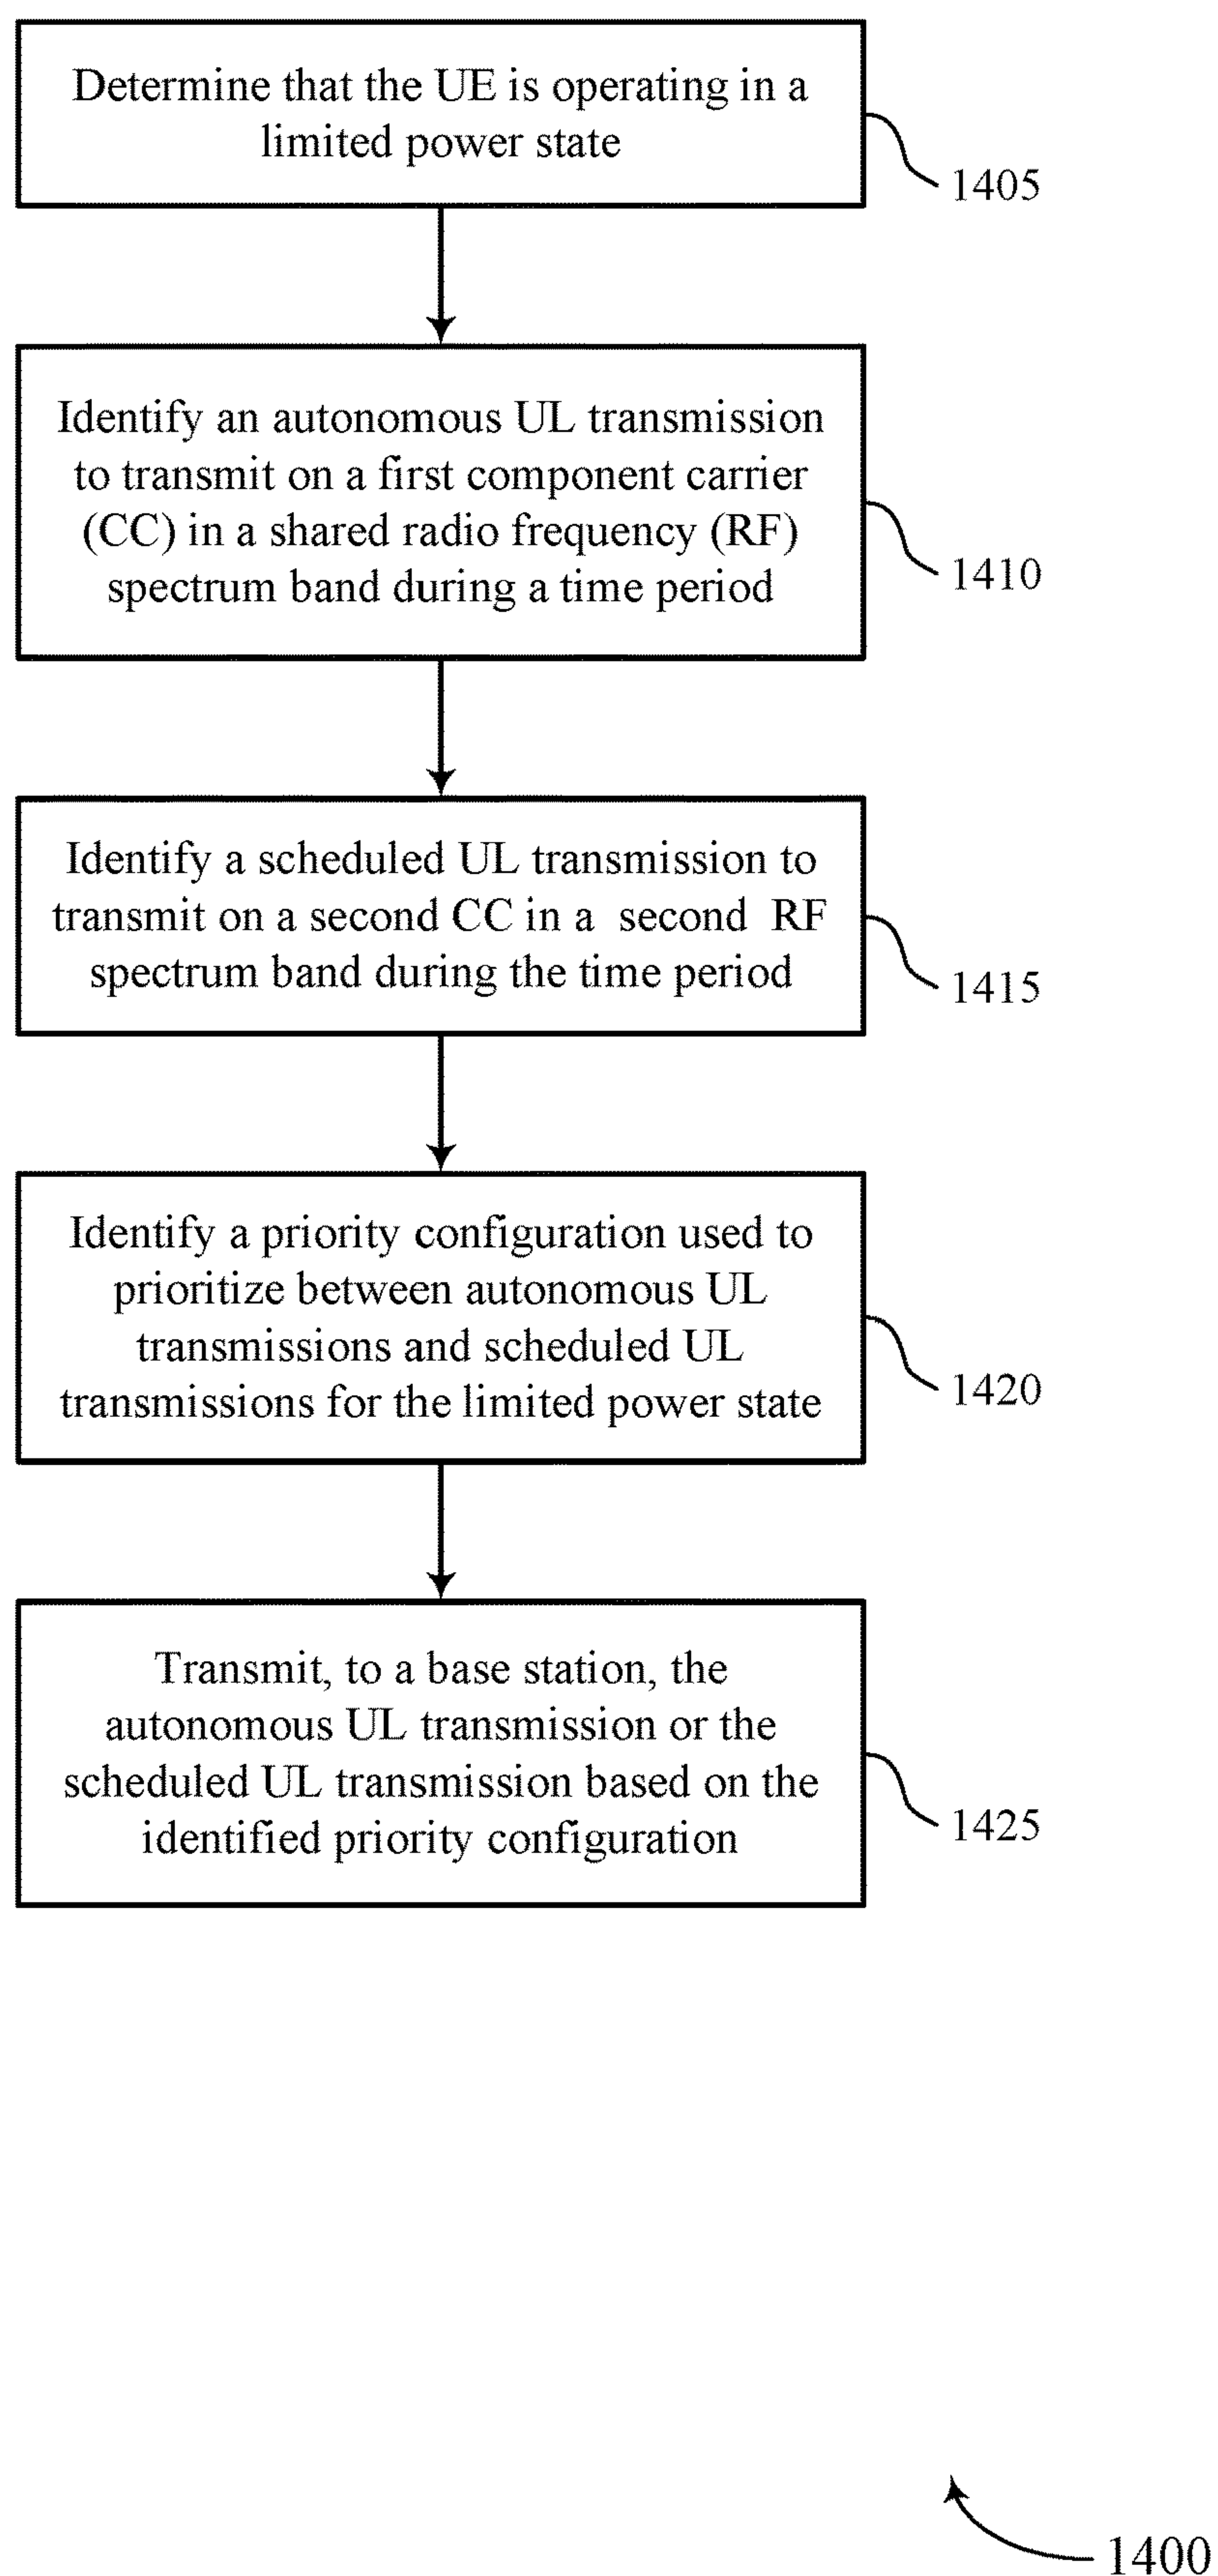 Determine that the UE is operating in a
limited power state
1405
Identify an autonomous UL transmission
to transmit on a first component carrier
(CC) in a shared radio frequency (RF)
spectrum band during a time period
1410
Identify a scheduled UL transmission to
transmit on a second CC in a second RF
spectrum band during the time period
1415
Identify a priority configuration used to
prioritize between autonomous UL
transmissions and scheduled UL
transmissions for the limited power state
1420
Transmit, to a base station, the
autonomous UL transmission or the
scheduled UL transmission based on the
identified priority configuration
1425
1400